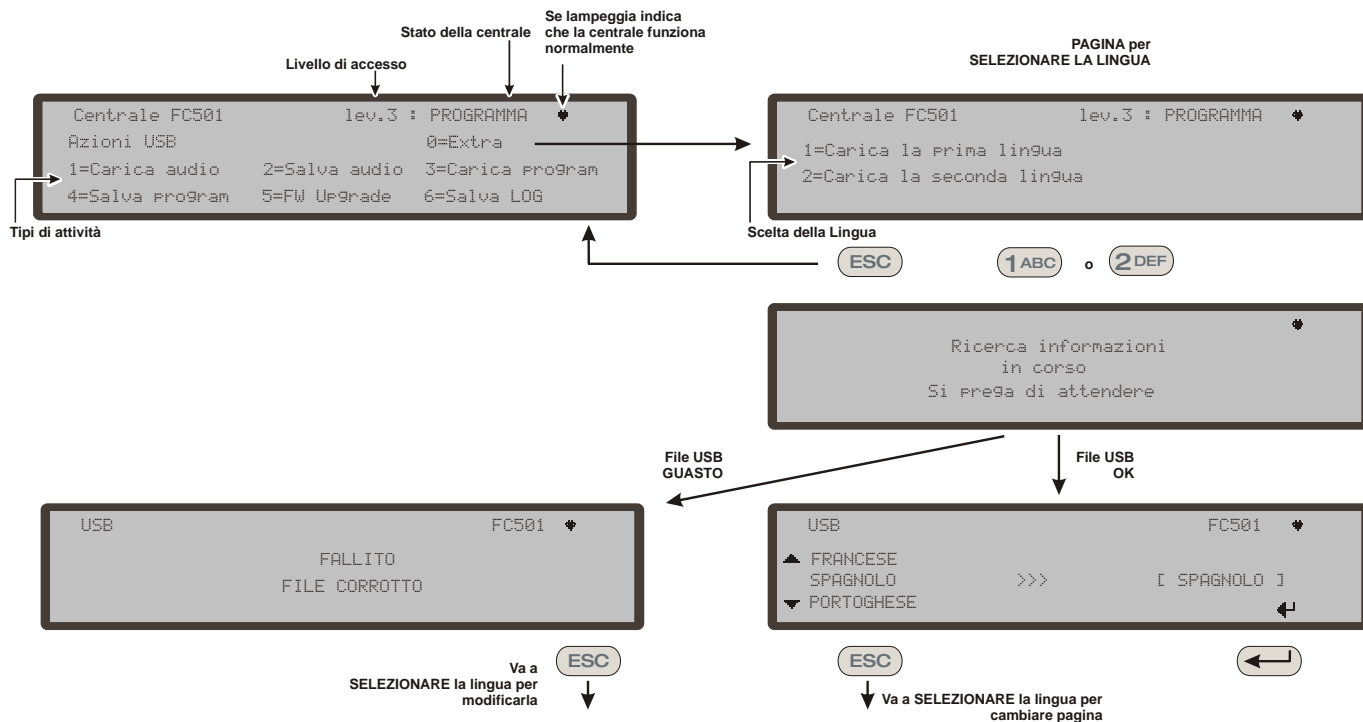 Se lampeggia indica
che la centrale funziona
normalmente
Stato della centrale
Livello di accesso
Centrale FC501 lev.3 : PROGRAMMA
Azioni USB 0=Extra
1=Carica audio 2=Salva audio 3=Carica program
4=Salva program 5=FW Upgrade 6=Salva LOG
Tipi di attività
PAGINA per
SELEZIONARE LA LINGUA
Centrale FC501 lev.3 : PROGRAMMA
1=Carica la prima lingua
2=Carica la seconda lingua
Scelta della Lingua
ESC 1 ABC o 2 DEF
Ricerca informazioni
in corso
Si prega di attendere
File USB
GUASTO
File USB
OK
USB FC501
FALLITO
FILE CORROTTO
ESC
Va a
SELEZIONARE la lingua per
modificarla
USB FC501
FRANCESE
SPAGNOLO >>> [ SPAGNOLO ]
PORTOGHESE
ESC
Va a SELEZIONARE la lingua per
cambiare pagina